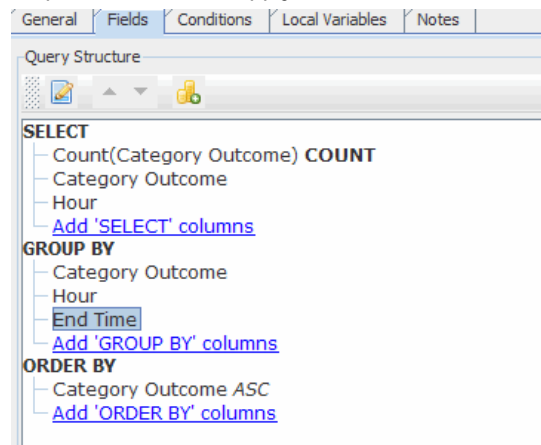 General Fields Conditions Local Variables Notes
Query Structure
SELECT
Count(Category Outcome) COUNT
Category Outcome
Hour
Add 'SELECT' columns
GROUP BY
Category Outcome
Hour
End Time
Add 'GROUP BY' columns
ORDER BY
Category Outcome ASC
Add 'ORDER BY' columns